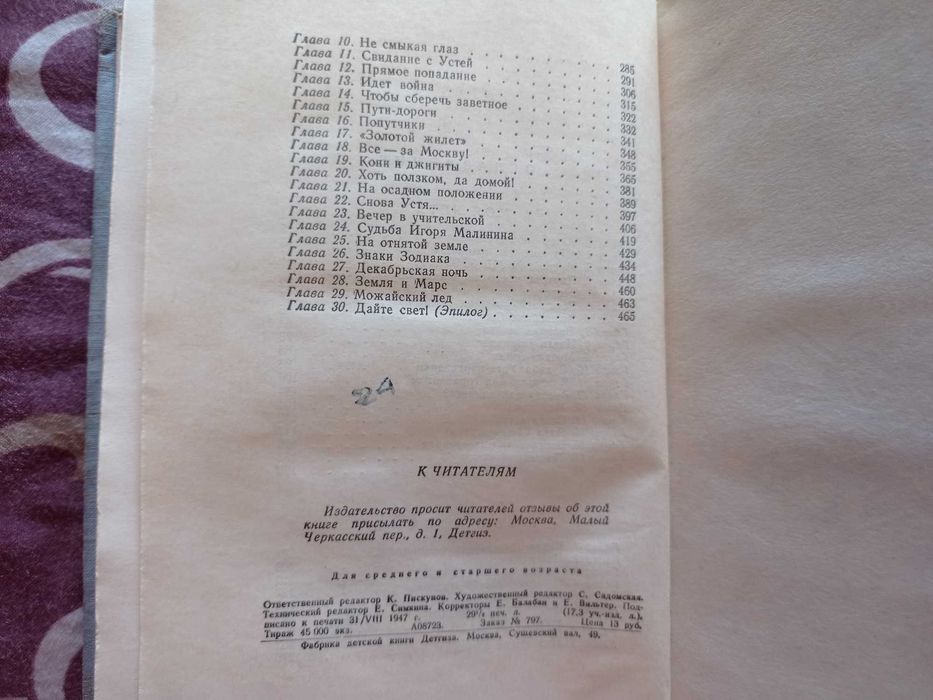 Глава 10. Не смыкая глаз . . . . . . . . . . 285
Глава 11. Свидание с Устей . . . . . . . . . 291
Глава 12. Прямое попадание . . . . . . . . . 306
Глава 13. Идет война . . . . . . . . . . . . 315
Глава 14. Чтобы сберечь заветное . . . . . . 322
Глава 15. Пути-дороги . . . . . . . . . . . 332
Глава 16. Попутчики . . . . . . . . . . . . 341
Глава 17. «Золотой жилет» . . . . . . . . . 348
Глава 18. Все — за Москву! . . . . . . . . . 355
Глава 19. Кони и джигиты . . . . . . . . . . 365
Глава 20. Хоть ползком, да домой! . . . . . 381
Глава 21. На осадном положении . . . . . . . 389
Глава 22. Снова Устя... . . . . . . . . . . 397
Глава 23. Вечер в учительской . . . . . . . 406
Глава 24. Судьба Игоря Малинина . . . . . . 419
Глава 25. На отнятой земле . . . . . . . . . 429
Глава 26. Знаки Зодиака . . . . . . . . . . 434
Глава 27. Декабрьская ночь . . . . . . . . . 448
Глава 28. Земля и Марс . . . . . . . . . . . 460
Глава 29. Можайский лед . . . . . . . . . . 463
Глава 30. Дайте свет! (Эпилог) . . . . . . . 465
24
К ЧИТАТЕЛЯМ
Издательство просит читателей отзывы об этой
книге присылать по адресу: Москва, Малый
Черкасский пер., д. 1, Детгиз.
Для среднего и старшего возраста
Ответственный редактор К. Пискунов. Художественный редактор С. Сидомская.
Технический редактор Е. Симкина. Корректоры Е. Балабан и Е. Вильтер. Под-
писано к печати 31/VIII 1947 г. печ. л. (17,3 уч.-изд. л.).
Тираж 45 000 экз. А08723. Заказ № 797. Цена 13 руб.
Фабрика детской книги Детгиза. Москва, Сущевский вал, 49.